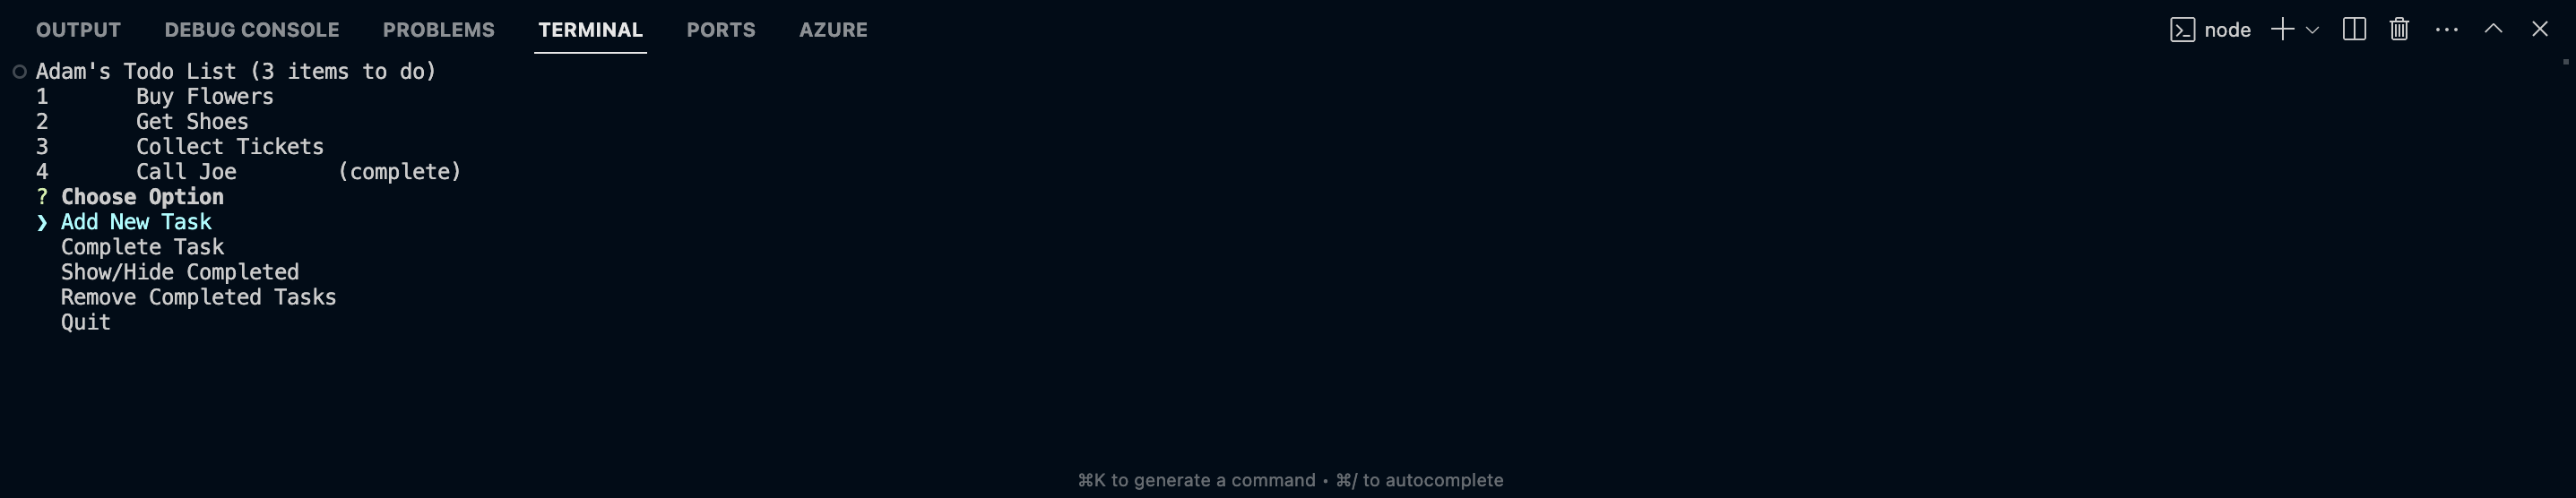 OUTPUT DEBUG CONSOLE PROBLEMS TERMINAL PORTS AZURE node
Adam's Todo List (3 items to do)
1 Buy Flowers
2 Get Shoes
3 Collect Tickets
4 Call Joe (complete)
? Choose Option
❯ Add New Task
Complete Task
Show/Hide Completed
Remove Completed Tasks
Quit
⌘K to generate a command • ⌘/ to autocomplete